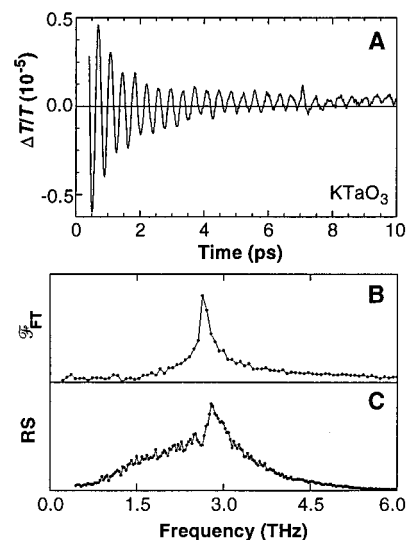 A
0.5
0.0
-0.5
ΔT/T (10⁻⁵)
KTaO₃
0 2 4 6 8 10
Time (ps)
B
ℱFT
C
RS
0.0 1.5 3.0 4.5 6.0
Frequency (THz)